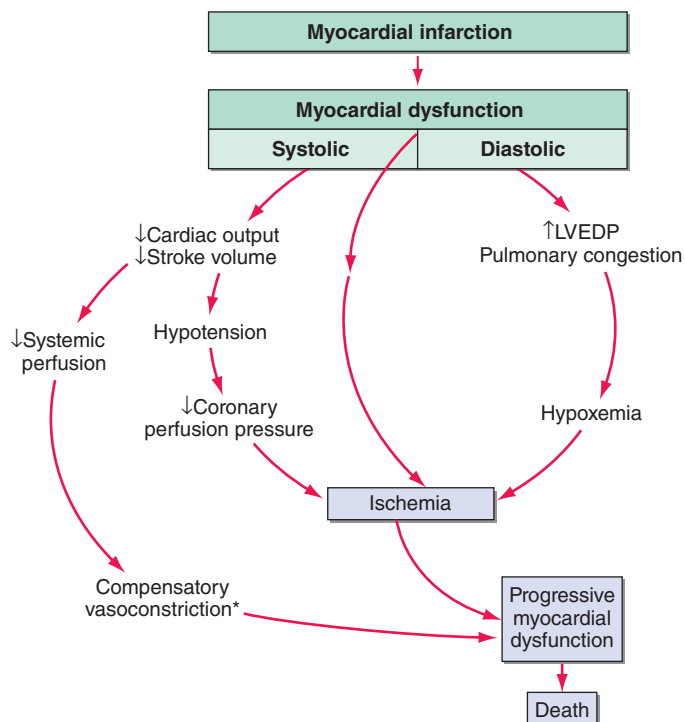 Myocardial infarction
Myocardial dysfunction
Systolic
Diastolic
↓Cardiac output
↓Stroke volume
↑LVEDP
Pulmonary congestion
↓Systemic
perfusion
Hypotension
↓Coronary
perfusion pressure
Hypoxemia
Ischemia
Compensatory
vasoconstriction*
Progressive
myocardial
dysfunction
Death